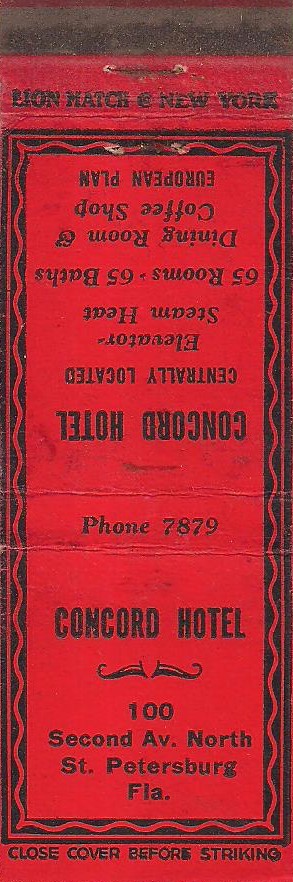 LION MATCH @ NEW YORK
CONCORD HOTEL
CENTRALLY LOCATED
Elevator-
Steam Heat
65 Rooms - 65 Baths
Dining Room &
Coffee Shop
EUROPEAN PLAN
Phone 7879
CONCORD HOTEL
100
Second Av. North
St. Petersburg
Fla.
CLOSE COVER BEFORE STRIKING